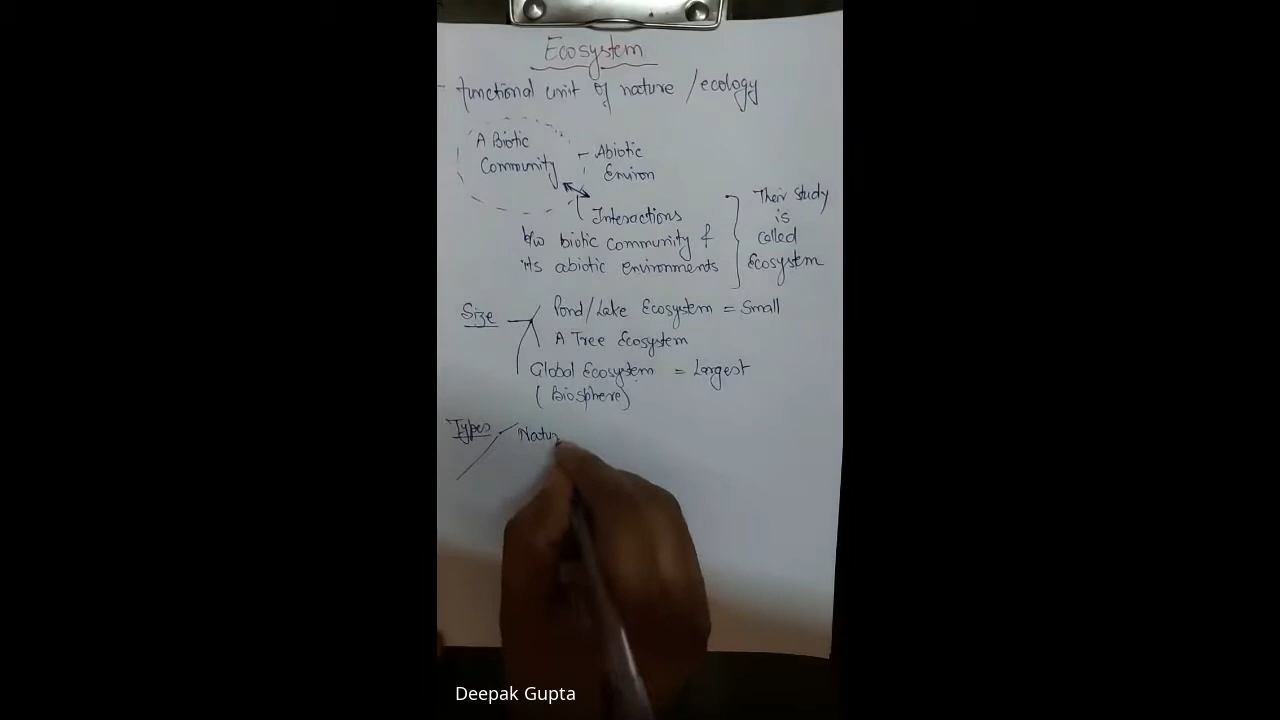 Ecosystem
- functional unit of nature / ecology
A Biotic
Community
- Abiotic
Environ
Interactions
b/w biotic community &
its abiotic environments
Their study
is
called
Ecosystem
Size
Pond/Lake Ecosystem = Small
A Tree Ecosystem
Global Ecosystem = Largest
(Biosphere)
Types
Natur
Deepak Gupta